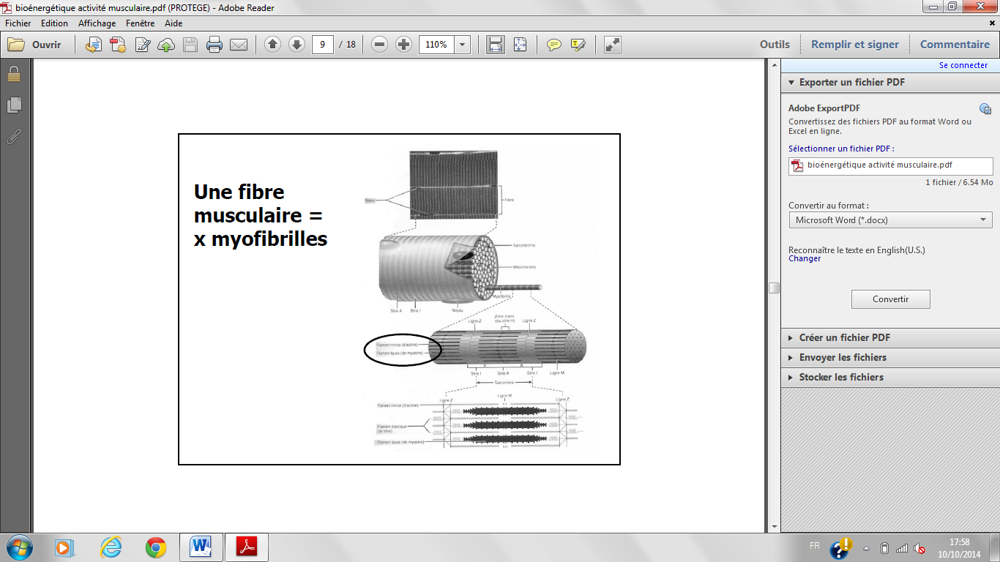 bioénergétique activité musculaire.pdf (PROTEGE) - Adobe Reader
Fichier Edition Affichage Fenêtre Aide
Ouvrir 9 / 18 110% Outils Remplir et signer Commentaire
Se connecter
Exporter un fichier PDF
Adobe ExportPDF
Convertissez des fichiers PDF au format Word ou
Excel en ligne.
Sélectionner un fichier PDF :
bioénergétique activité musculaire.pdf
1 fichier / 6.54 Mo
Convertir au format :
Microsoft Word (*.docx)
Reconnaître le texte en English(U.S.)
Changer
Convertir
Créer un fichier PDF
Envoyer les fichiers
Stocker les fichiers
Une fibre
musculaire =
x myofibrilles
Noyau
Fibre
Sarcolemme
Mitochondrie
Myofibrille
Strie A Strie I Noyau
Ligne Z Zone claire
(ou strie H) Ligne Z
Filament mince (d'actine)
Filament épais (de myosine)
Strie I Strie A Strie I Ligne M
Sarcomère
Ligne Z Ligne M Ligne Z
Filament mince (d'actine)
Filament élastique
(de titine)
Filament épais (de myosine)
FR
17:58
10/10/2014